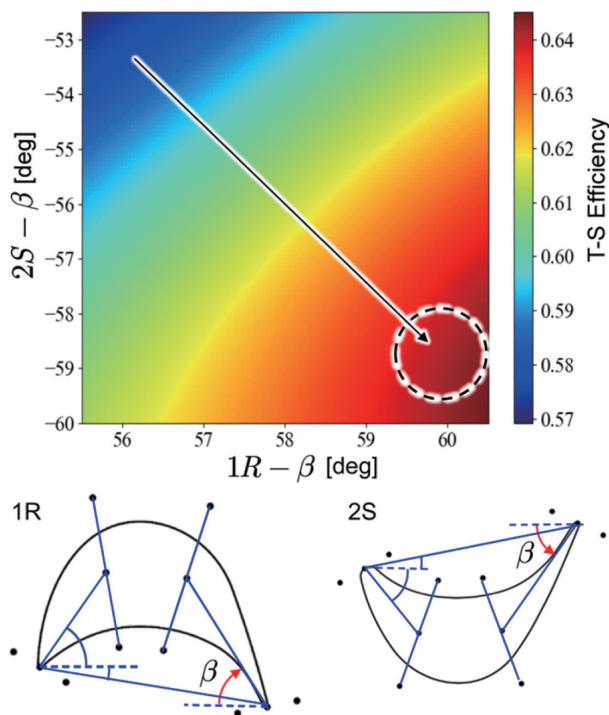 −53
−54
−55
−56
−57
−58
−59
−60
2S − β [deg]
56 57 58 59 60
1R − β [deg]
0.64
0.63
0.62
0.61
0.60
0.59
0.58
0.57
T-S Efficiency
1R
β
2S
β